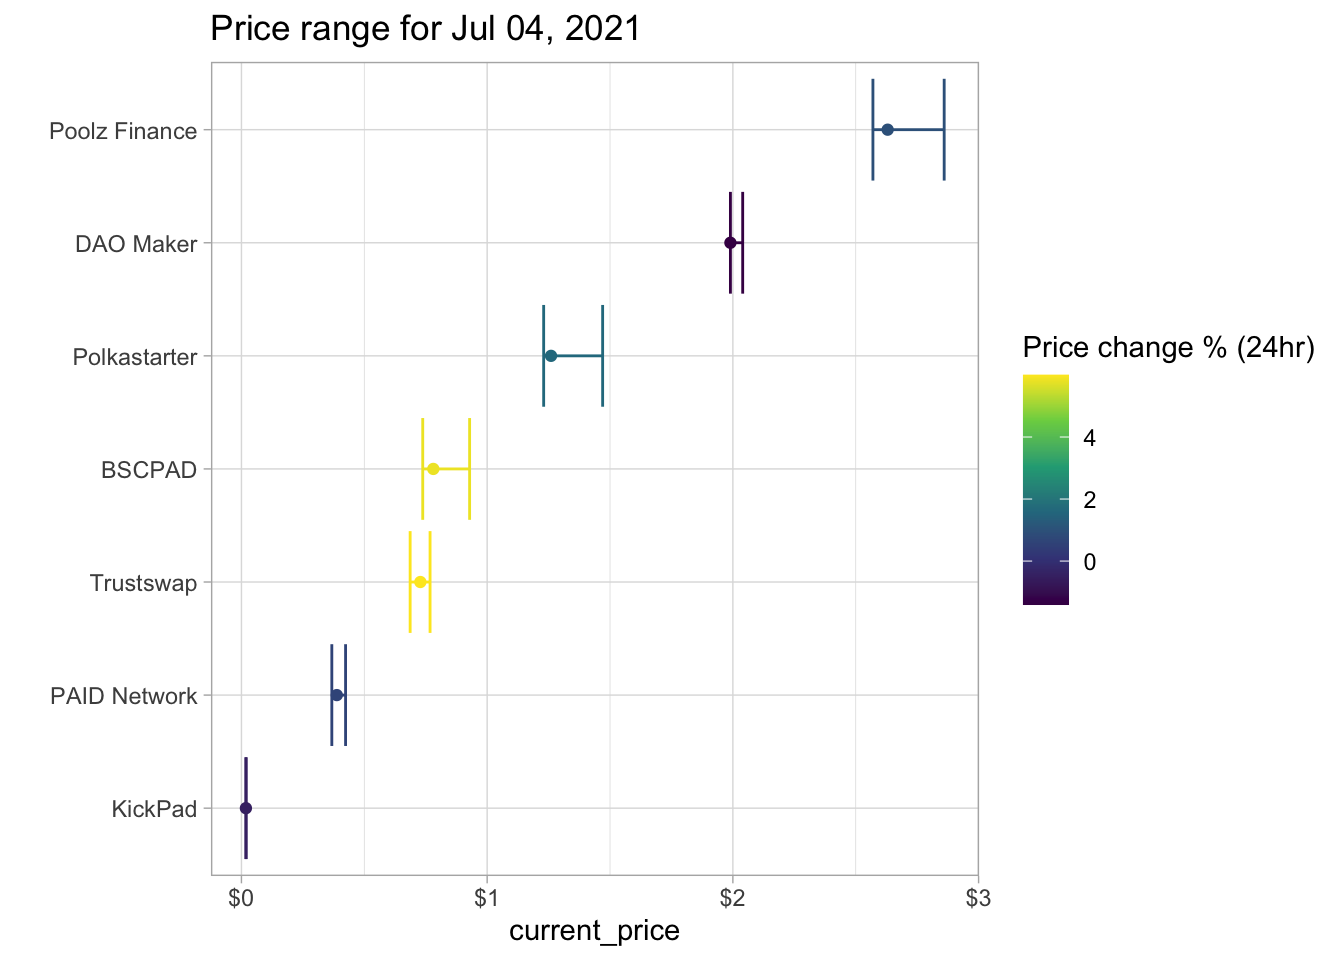 Price range for Jul 04, 2021
Poolz Finance
DAO Maker
Polkastarter
BSCPAD
Trustswap
PAID Network
KickPad
$0 $1 $2 $3
current_price
Price change % (24hr)
4
2
0